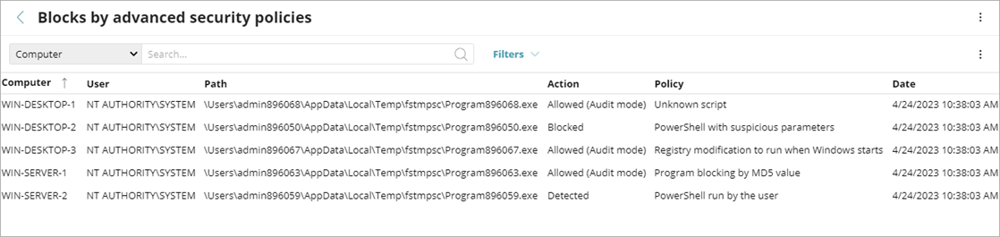 Blocks by advanced security policies
Computer Search... Filters
Computer ↑ User Path Action Policy Date
WIN-DESKTOP-1 NT AUTHORITY\SYSTEM \Users\admin896068\AppData\Local\Temp\fstmpsc\Program896068.exe Allowed (Audit mode) Unknown script 4/24/2023 10:38:03 AM
WIN-DESKTOP-2 NT AUTHORITY\SYSTEM \Users\admin896050\AppData\Local\Temp\fstmpsc\Program896050.exe Blocked PowerShell with suspicious parameters 4/24/2023 10:38:03 AM
WIN-DESKTOP-3 NT AUTHORITY\SYSTEM \Users\admin896067\AppData\Local\Temp\fstmpsc\Program896067.exe Allowed (Audit mode) Registry modification to run when Windows starts 4/24/2023 10:38:03 AM
WIN-SERVER-1 NT AUTHORITY\SYSTEM \Users\admin896063\AppData\Local\Temp\fstmpsc\Program896063.exe Allowed (Audit mode) Program blocking by MD5 value 4/24/2023 10:38:03 AM
WIN-SERVER-2 NT AUTHORITY\SYSTEM \Users\admin896059\AppData\Local\Temp\fstmpsc\Program896059.exe Detected PowerShell run by the user 4/24/2023 10:38:03 AM